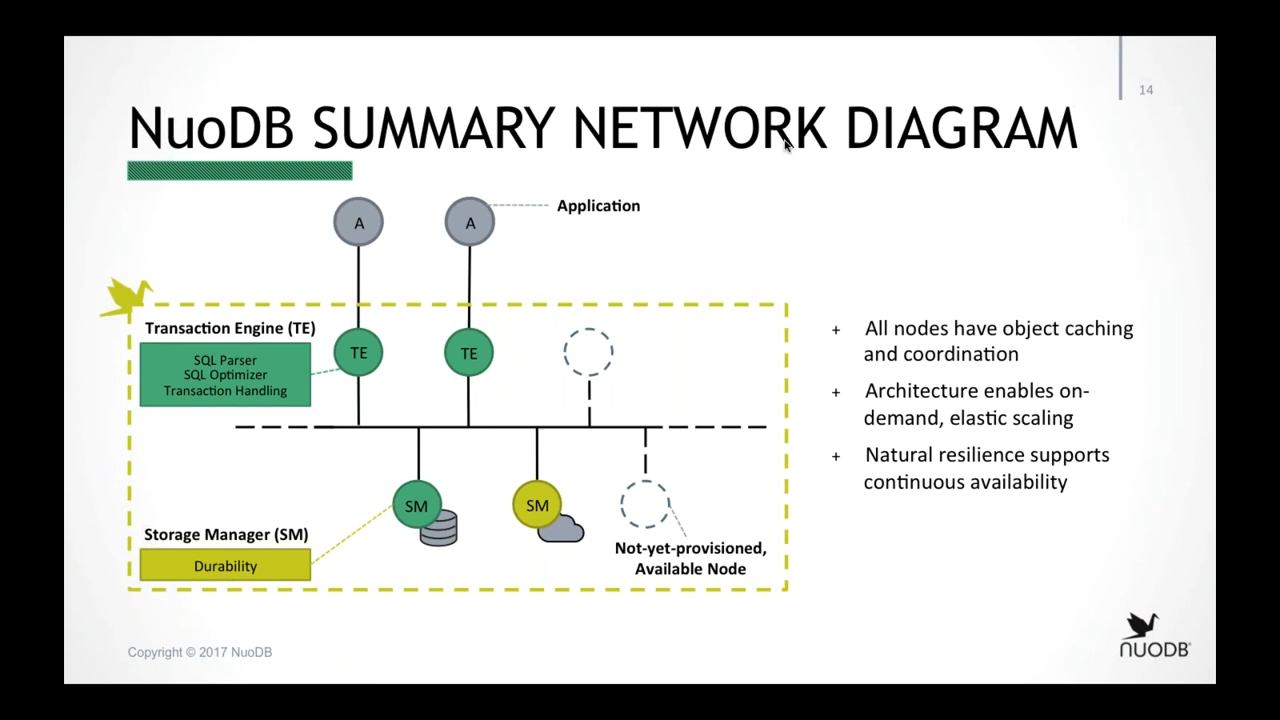 14
NuoDB SUMMARY NETWORK DIAGRAM
A
A
Application
Transaction Engine (TE)
SQL Parser
SQL Optimizer
Transaction Handling
TE
TE
SM
SM
Storage Manager (SM)
Durability
Not-yet-provisioned,
Available Node
+ All nodes have object caching
and coordination
+ Architecture enables on-
demand, elastic scaling
+ Natural resilience supports
continuous availability
Copyright © 2017 NuoDB
NUODB